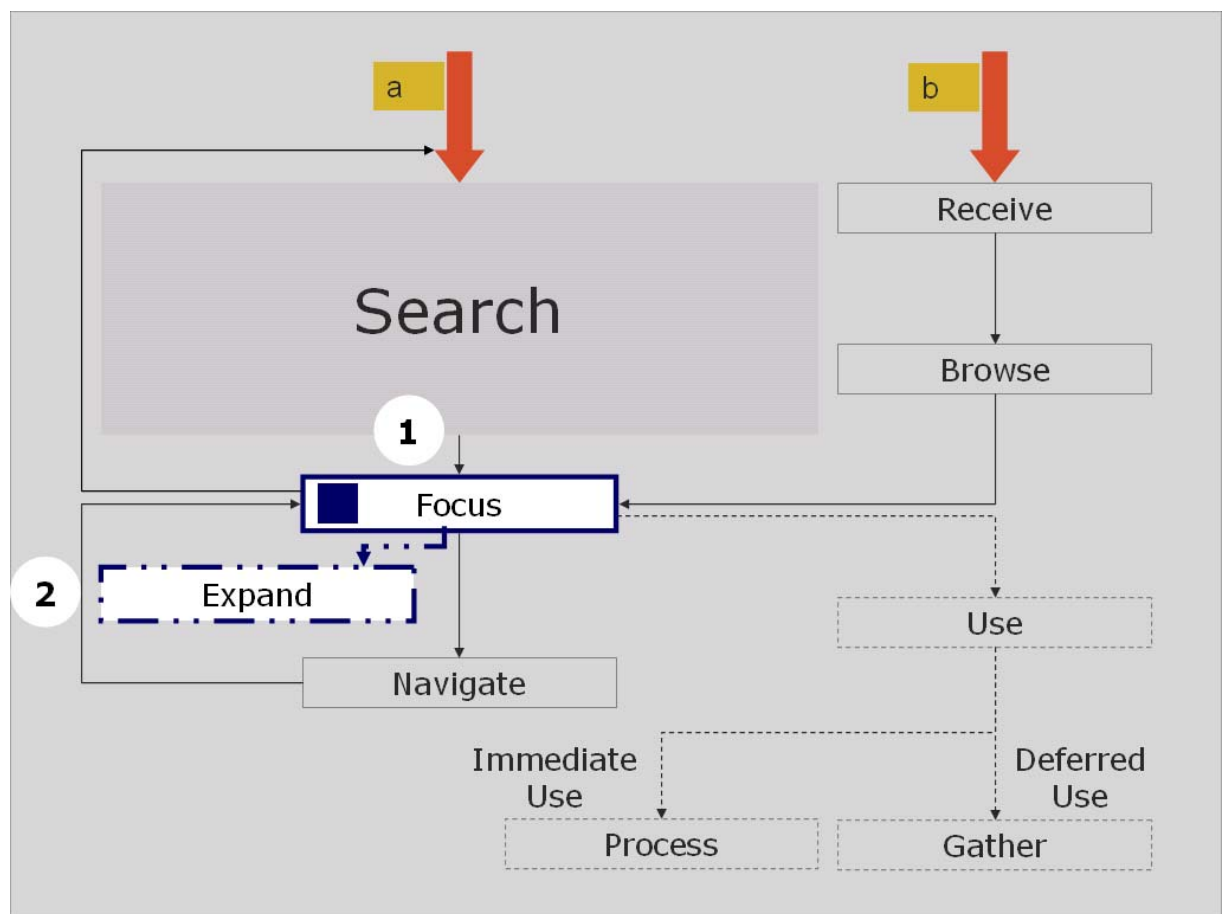 a
b
Receive
Search
Browse
1
Focus
2
Expand
Use
Navigate
Immediate
Use
Deferred
Use
Process
Gather